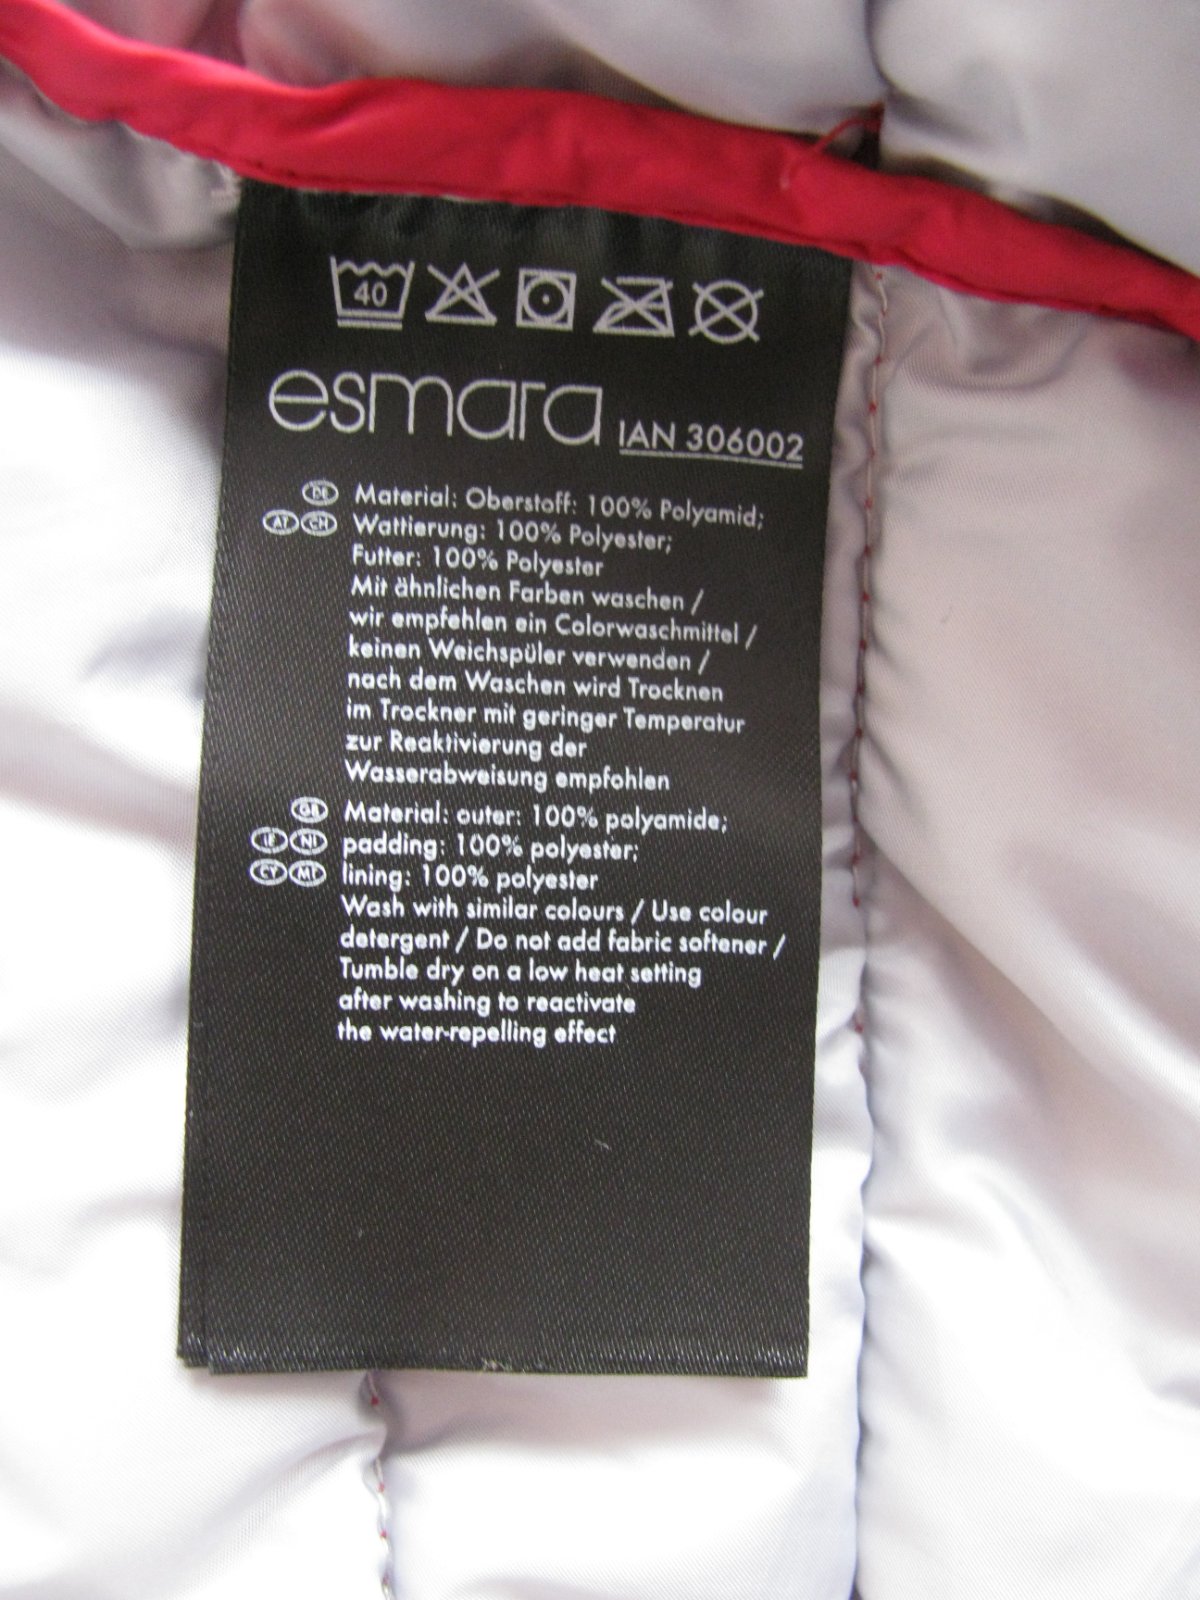 40
esmara IAN 306002
DE Material: Oberstoff: 100% Polyamid;
AT CH Wattierung: 100% Polyester;
Futter: 100% Polyester
Mit ähnlichen Farben waschen /
wir empfehlen ein Colorwaschmittel /
keinen Weichspüler verwenden /
nach dem Waschen wird Trocknen
im Trockner mit geringer Temperatur
zur Reaktivierung der
Wasserabweisung empfohlen
GB Material: outer: 100% polyamide;
IE NI padding: 100% polyester;
CY MT lining: 100% polyester
Wash with similar colours / Use colour
detergent / Do not add fabric softener /
Tumble dry on a low heat setting
after washing to reactivate
the water-repelling effect